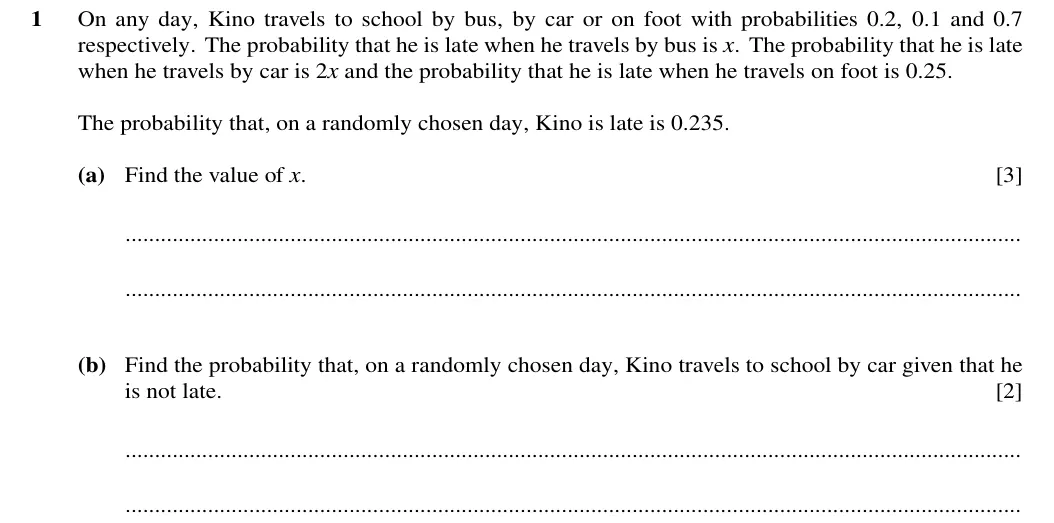 1 On any day, Kino travels to school by bus, by car or on foot with probabilities 0.2, 0.1 and 0.7
respectively. The probability that he is late when he travels by bus is x. The probability that he is late
when he travels by car is 2x and the probability that he is late when he travels on foot is 0.25.
The probability that, on a randomly chosen day, Kino is late is 0.235.
(a) Find the value of x. [3]
(b) Find the probability that, on a randomly chosen day, Kino travels to school by car given that he
is not late. [2]